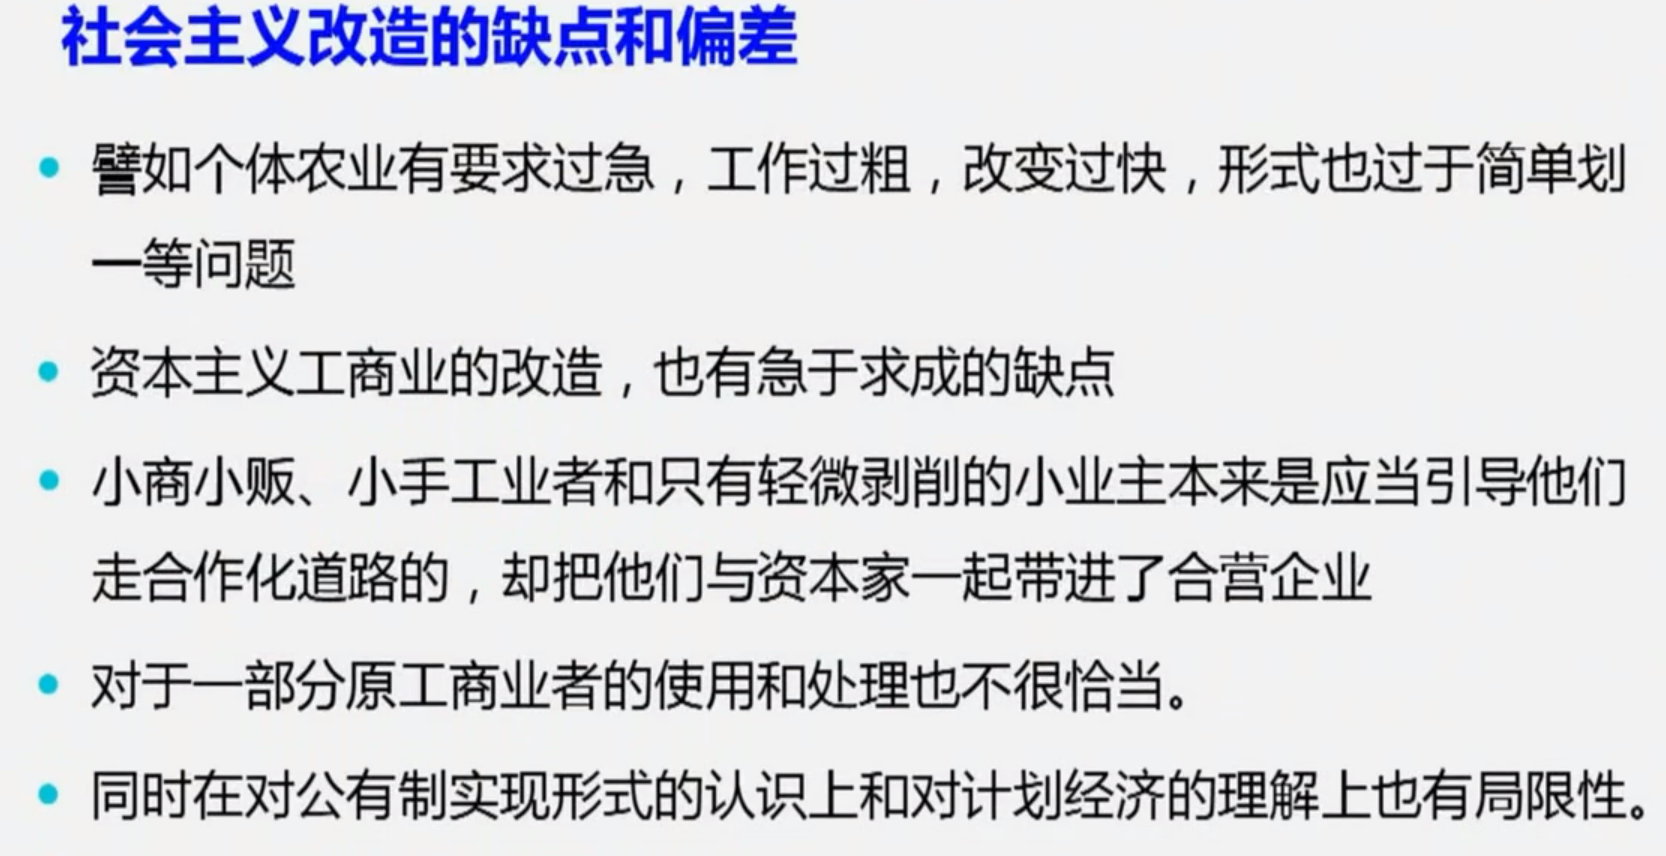 社会主义改造的缺点和偏差
譬如个体农业有要求过急，工作过粗，改变过快，形式也过于简单划
一等问题
资本主义工商业的改造，也有急于求成的缺点
小商小贩、小手工业者和只有轻微剥削的小业主本来是应当引导他们
走合作化道路的，却把他们与资本家一起带进了合营企业
对于一部分原工商业者的使用和处理也不很恰当。
同时在对公有制实现形式的认识上和对计划经济的理解上也有局限性。